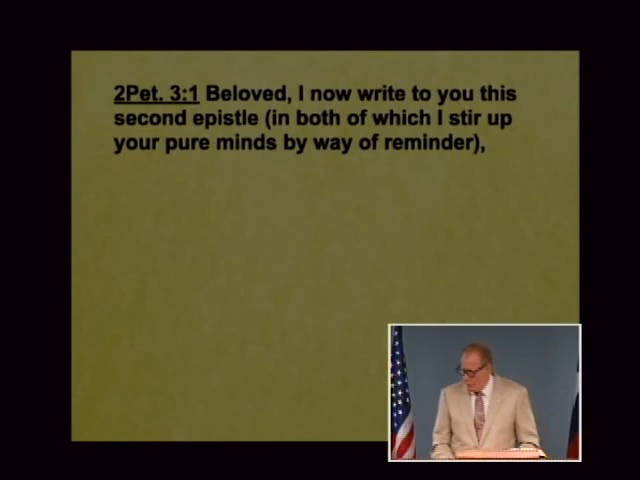 2Pet. 3:1 Beloved, I now write to you this
second epistle (in both of which I stir up
your pure minds by way of reminder),